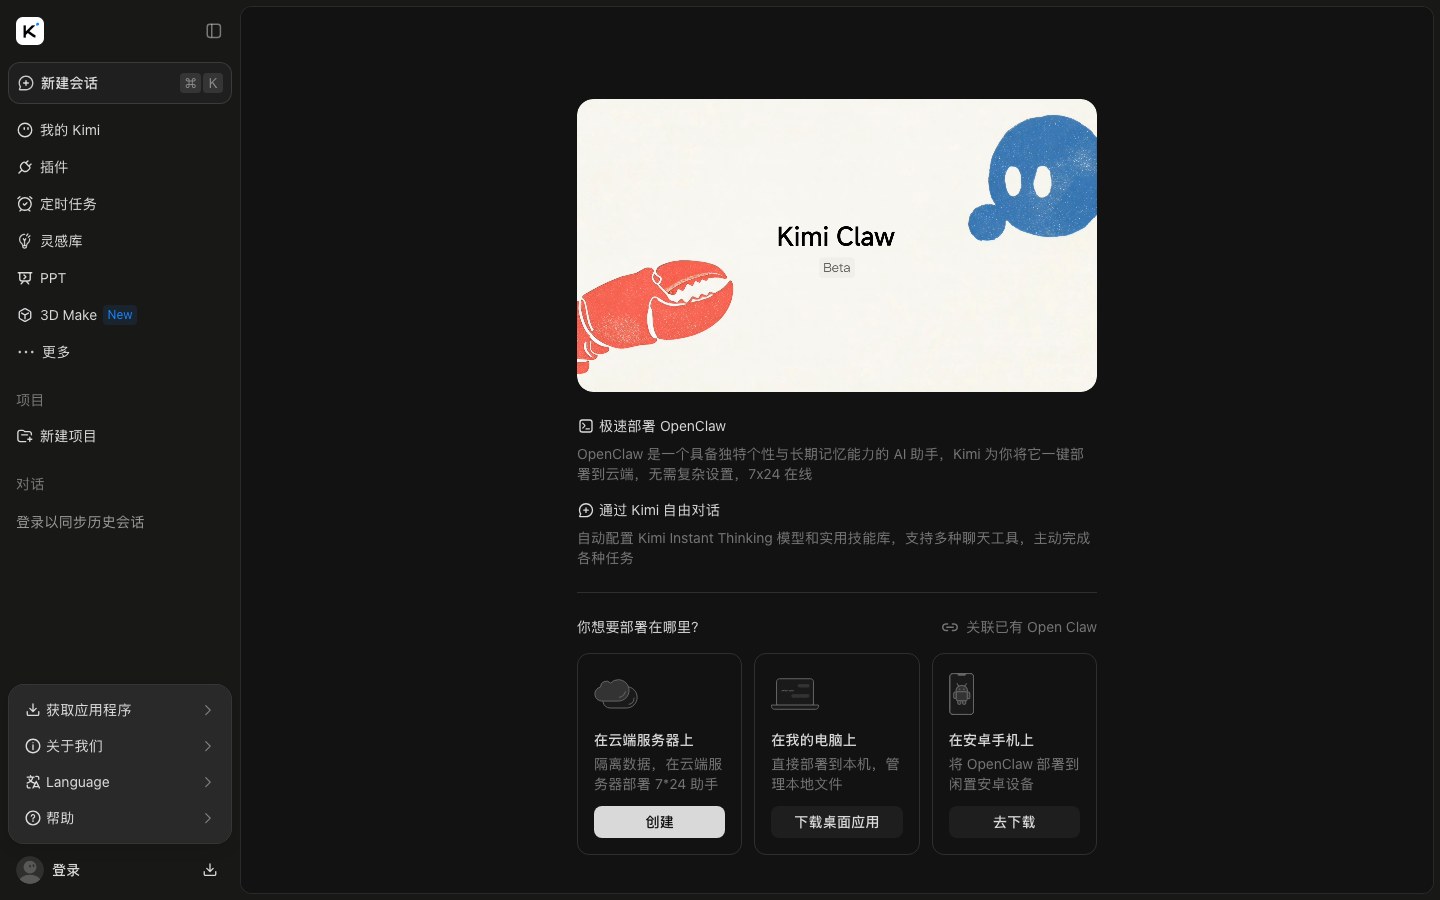 K
新建会话
⌘ K
我的 Kimi
插件
定时任务
灵感库
PPT
3D Make New
更多
项目
新建项目
对话
登录以同步历史会话
获取应用程序
关于我们
Language
帮助
登录
Kimi Claw
Beta
极速部署 OpenClaw
OpenClaw 是一个具备独特个性与长期记忆能力的 AI 助手，Kimi 为你将它一键部
署到云端，无需复杂设置，7x24 在线
通过 Kimi 自由对话
自动配置 Kimi Instant Thinking 模型和实用技能库，支持多种聊天工具，主动完成
各种任务
你想要部署在哪里？
关联已有 Open Claw
在云端服务器上
隔离数据，在云端服
务器部署 7*24 助手
创建
在我的电脑上
直接部署到本机，管
理本地文件
下载桌面应用
在安卓手机上
将 OpenClaw 部署到
闲置安卓设备
去下载